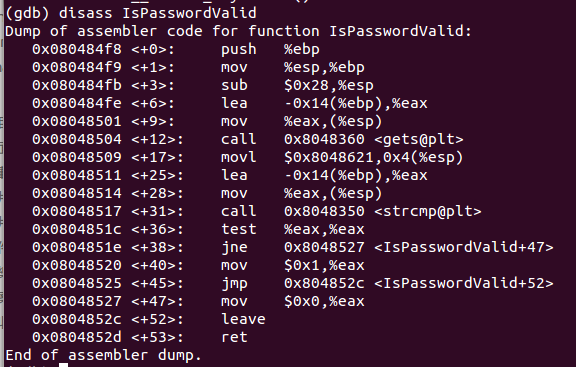 (gdb) disass IsPasswordValid
Dump of assembler code for function IsPasswordValid:
   0x080484f8 <+0>:     push   %ebp
   0x080484f9 <+1>:     mov    %esp,%ebp
   0x080484fb <+3>:     sub    $0x28,%esp
   0x080484fe <+6>:     lea    -0x14(%ebp),%eax
   0x08048501 <+9>:     mov    %eax,(%esp)
   0x08048504 <+12>:    call   0x8048360 <gets@plt>
   0x08048509 <+17>:    movl   $0x8048621,0x4(%esp)
   0x08048511 <+25>:    lea    -0x14(%ebp),%eax
   0x08048514 <+28>:    mov    %eax,(%esp)
   0x08048517 <+31>:    call   0x8048350 <strcmp@plt>
   0x0804851c <+36>:    test   %eax,%eax
   0x0804851e <+38>:    jne    0x8048527 <IsPasswordValid+47>
   0x08048520 <+40>:    mov    $0x1,%eax
   0x08048525 <+45>:    jmp    0x804852c <IsPasswordValid+52>
   0x08048527 <+47>:    mov    $0x0,%eax
   0x0804852c <+52>:    leave
   0x0804852d <+53>:    ret
End of assembler dump.